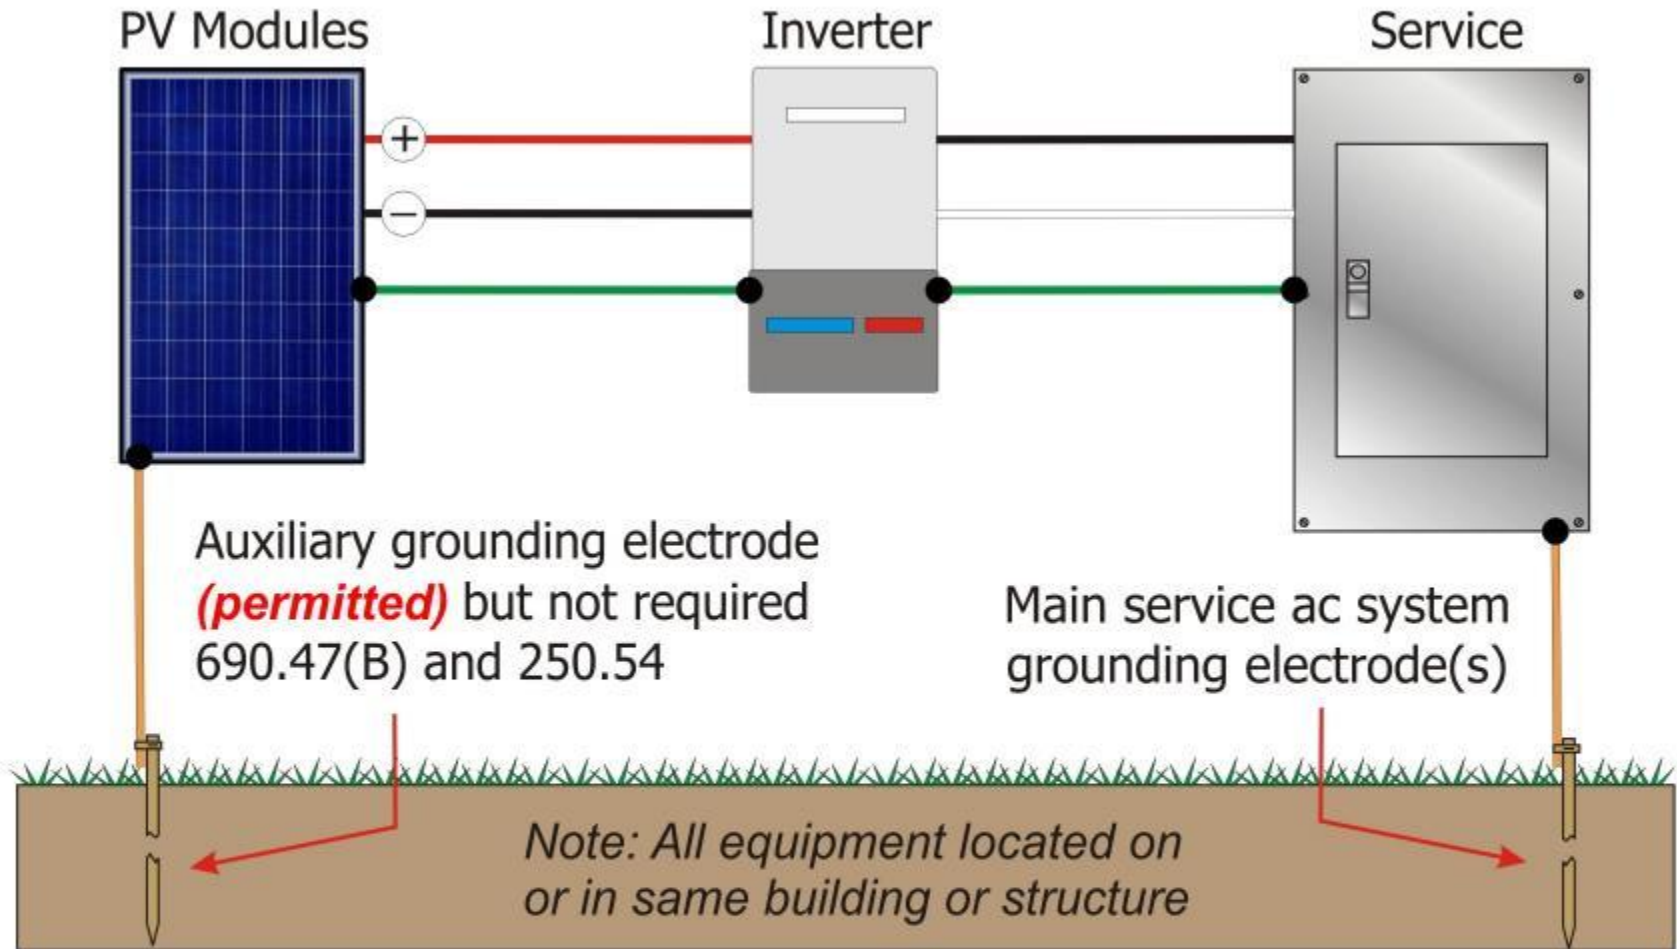 PV Modules
Inverter
Service
+
−
Auxiliary grounding electrode
(permitted) but not required
690.47(B) and 250.54
Main service ac system
grounding electrode(s)
Note: All equipment located on
or in same building or structure